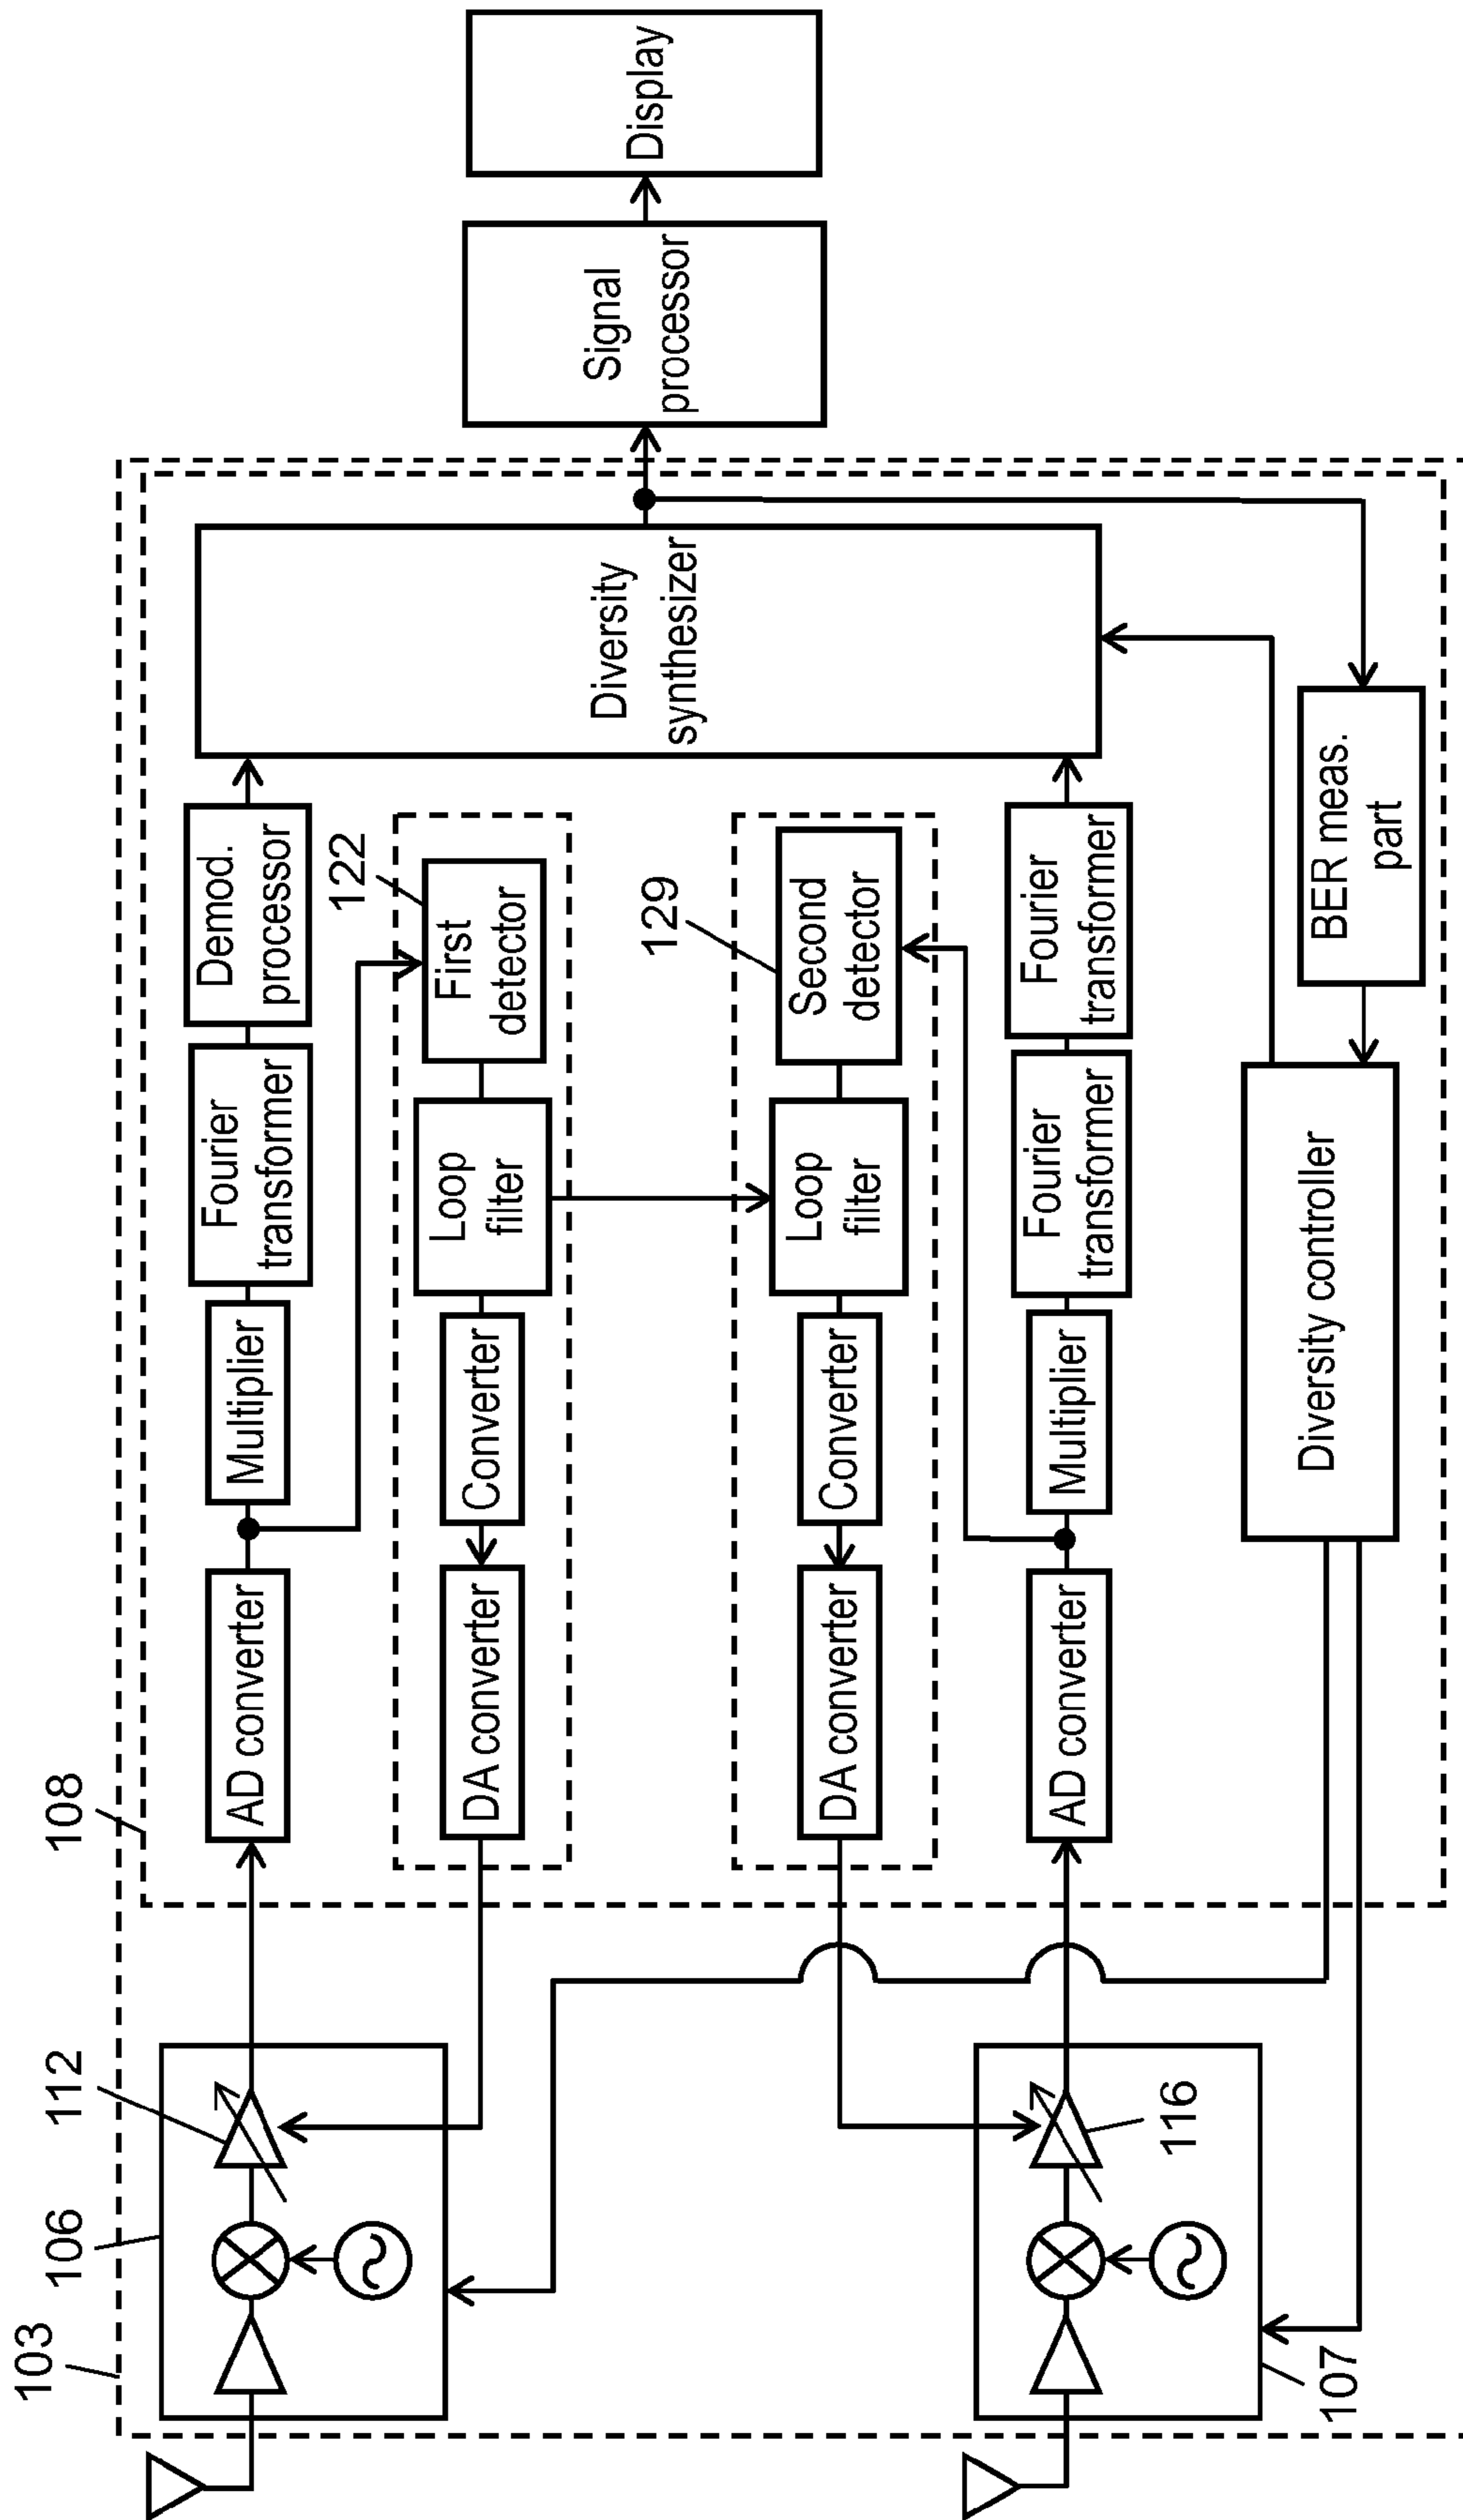 103
106
112
108
AD converter
Multiplier
Fourier
transformer
Demod.
processor
122
DA converter
Converter
Loop
filter
First
detector
Diversity
synthesizer
Signal
processor
Display
129
DA converter
Converter
Loop
filter
Second
detector
116
AD converter
Multiplier
Fourier
transformer
Fourier
transformer
107
Diversity controller
BER meas.
part